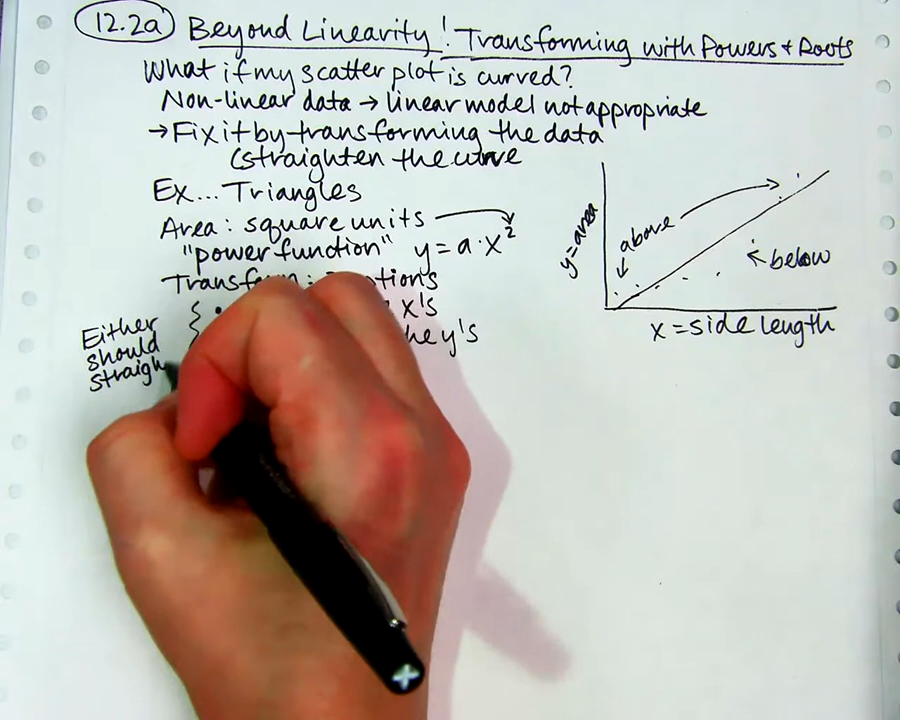 12.2a Beyond Linearity! Transforming with Powers + Roots
What if my scatter plot is curved?
Non-linear data → linear model not appropriate
→ Fix it by transforming the data
(straighten the curve
Ex... Triangles
Area: square units
"power function" y = a · x²
x's
y's
Either
should
above
below
y = area
x = side length